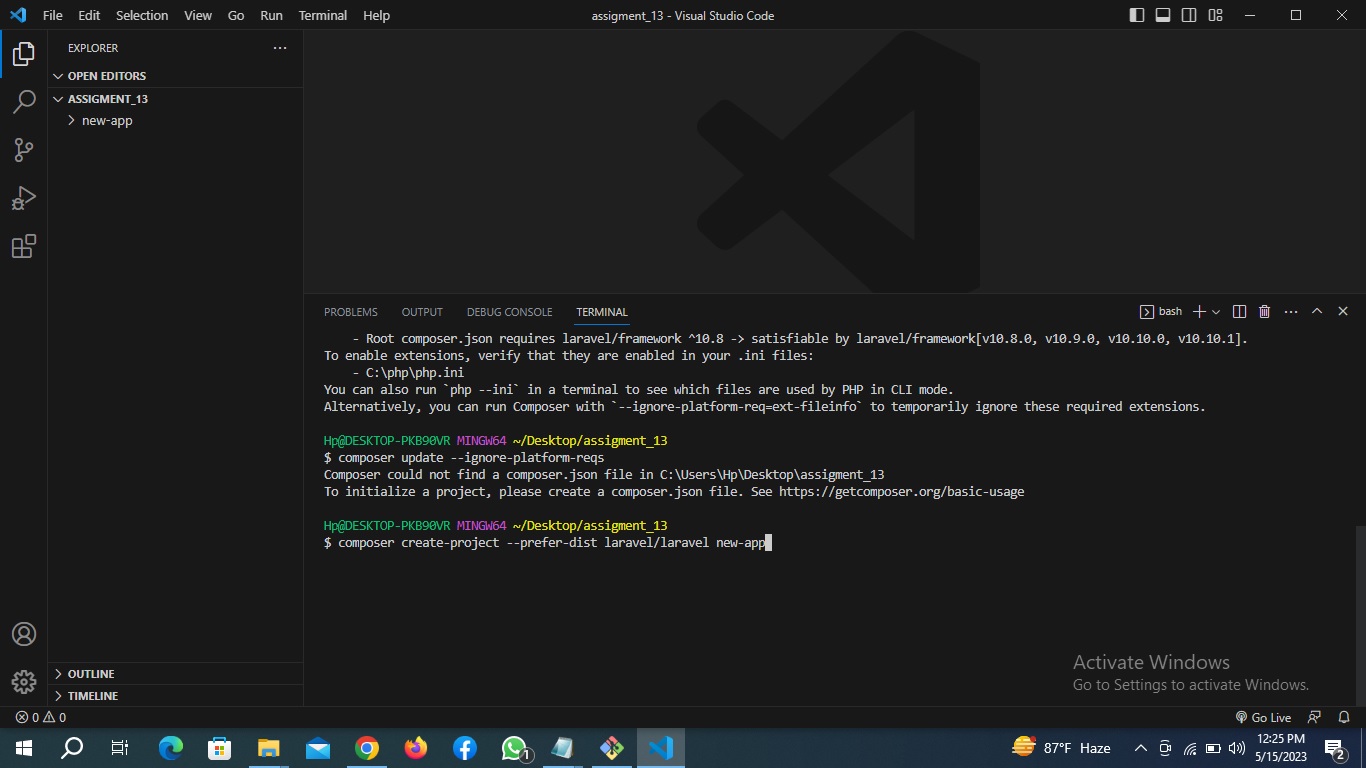 File Edit Selection View Go Run Terminal Help
assigment_13 - Visual Studio Code
EXPLORER
OPEN EDITORS
ASSIGMENT_13
new-app
PROBLEMS OUTPUT DEBUG CONSOLE TERMINAL
bash
- Root composer.json requires laravel/framework ^10.8 -> satisfiable by laravel/framework[v10.8.0, v10.9.0, v10.10.0, v10.10.1].
To enable extensions, verify that they are enabled in your .ini files:
- C:\php\php.ini
You can also run `php --ini` in a terminal to see which files are used by PHP in CLI mode.
Alternatively, you can run Composer with `--ignore-platform-req=ext-fileinfo` to temporarily ignore these required extensions.
Hp@DESKTOP-PKB90VR MINGW64 ~/Desktop/assigment_13
$ composer update --ignore-platform-reqs
Composer could not find a composer.json file in C:\Users\Hp\Desktop\assigment_13
To initialize a project, please create a composer.json file. See https://getcomposer.org/basic-usage
Hp@DESKTOP-PKB90VR MINGW64 ~/Desktop/assigment_13
$ composer create-project --prefer-dist laravel/laravel new-app
Activate Windows
Go to Settings to activate Windows.
OUTLINE
TIMELINE
0 0
Go Live
1
87°F Haze
12:25 PM
5/15/2023
2